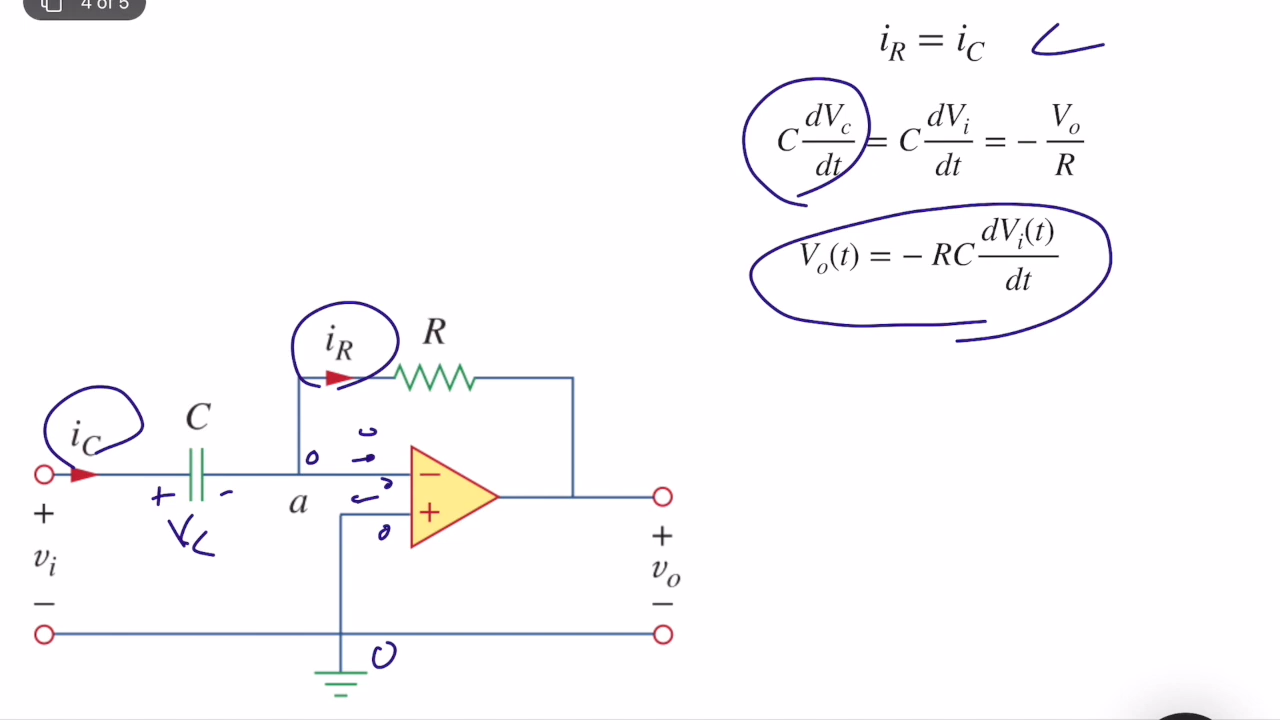 4 of 5
i_R = i_C
C dV_c/dt = C dV_i/dt = − V_o/R
V_o(t) = − RC dV_i(t)/dt
i_R R
i_C C
0 0
+ − a −
+ V_C 0 +
v_i v_o
− −
0